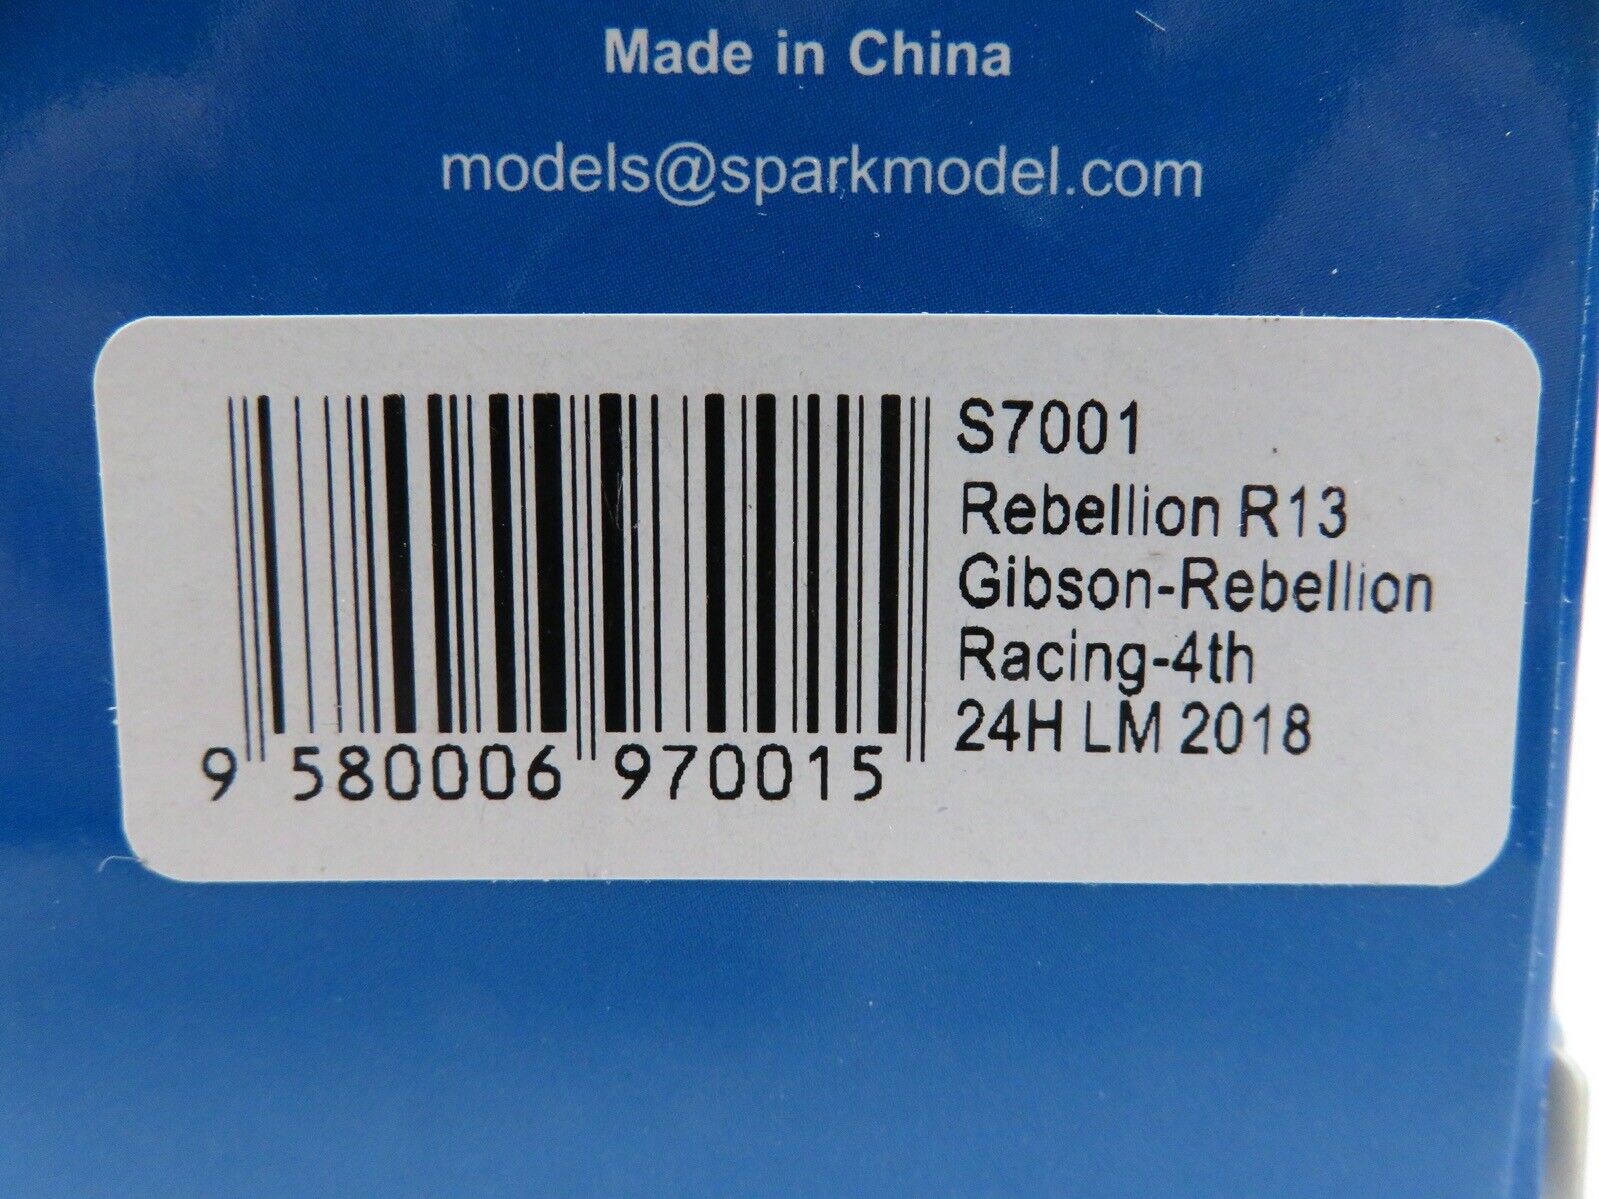 Made in China
models@sparkmodel.com
S7001
Rebellion R13
Gibson-Rebellion
Racing-4th
24H LM 2018
9 580006 970015